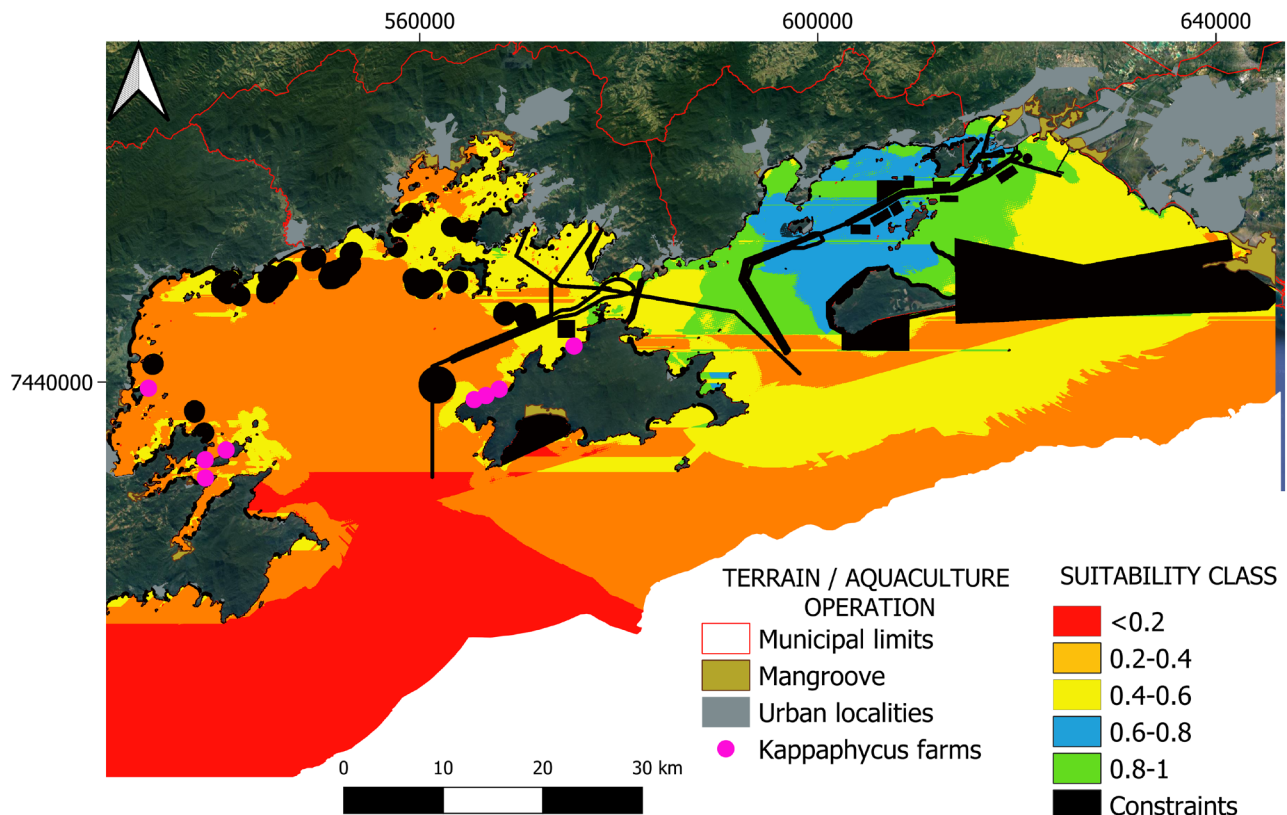 560000
600000
640000
7440000
TERRAIN / AQUACULTURE
OPERATION
Municipal limits
Mangroove
Urban localities
Kappaphycus farms
SUITABILITY CLASS
<0.2
0.2-0.4
0.4-0.6
0.6-0.8
0.8-1
Constraints
0 10 20 30 km